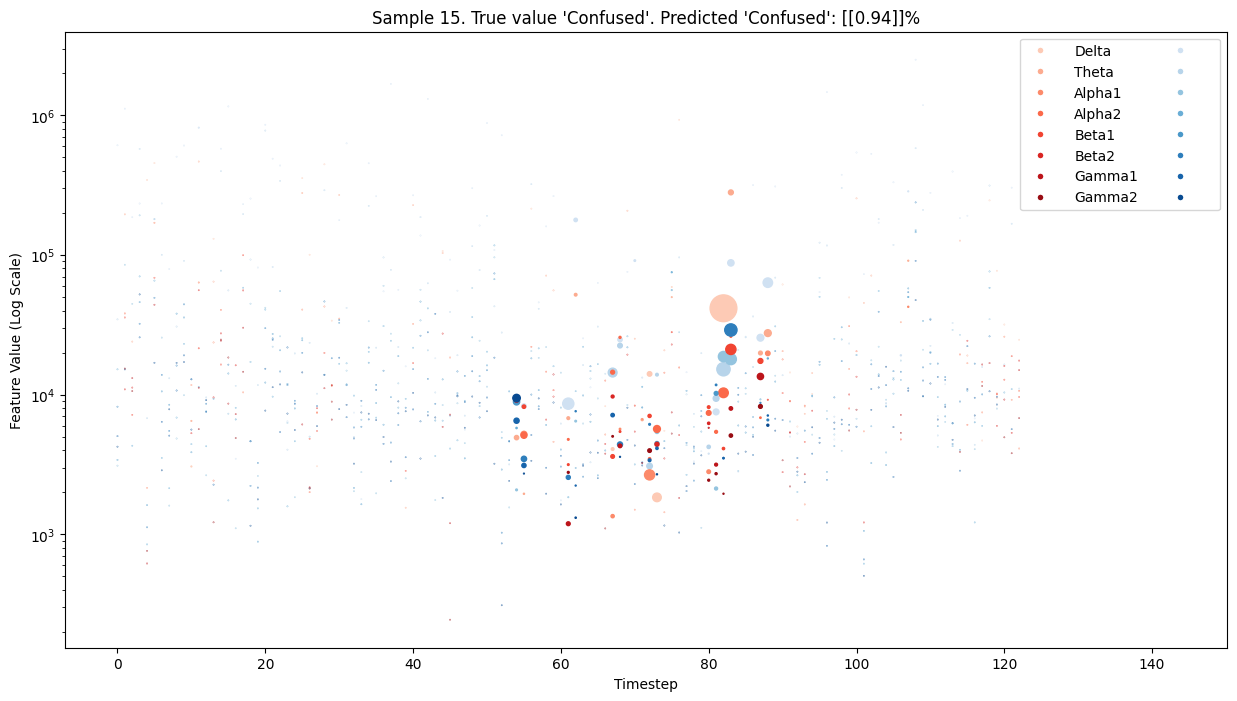 Sample 15. True value 'Confused'. Predicted 'Confused': [[0.94]]%
Delta
Theta
Alpha1
Alpha2
Beta1
Beta2
Gamma1
Gamma2
Feature Value (Log Scale)
10^6
10^5
10^4
10^3
0 20 40 60 80 100 120 140
Timestep